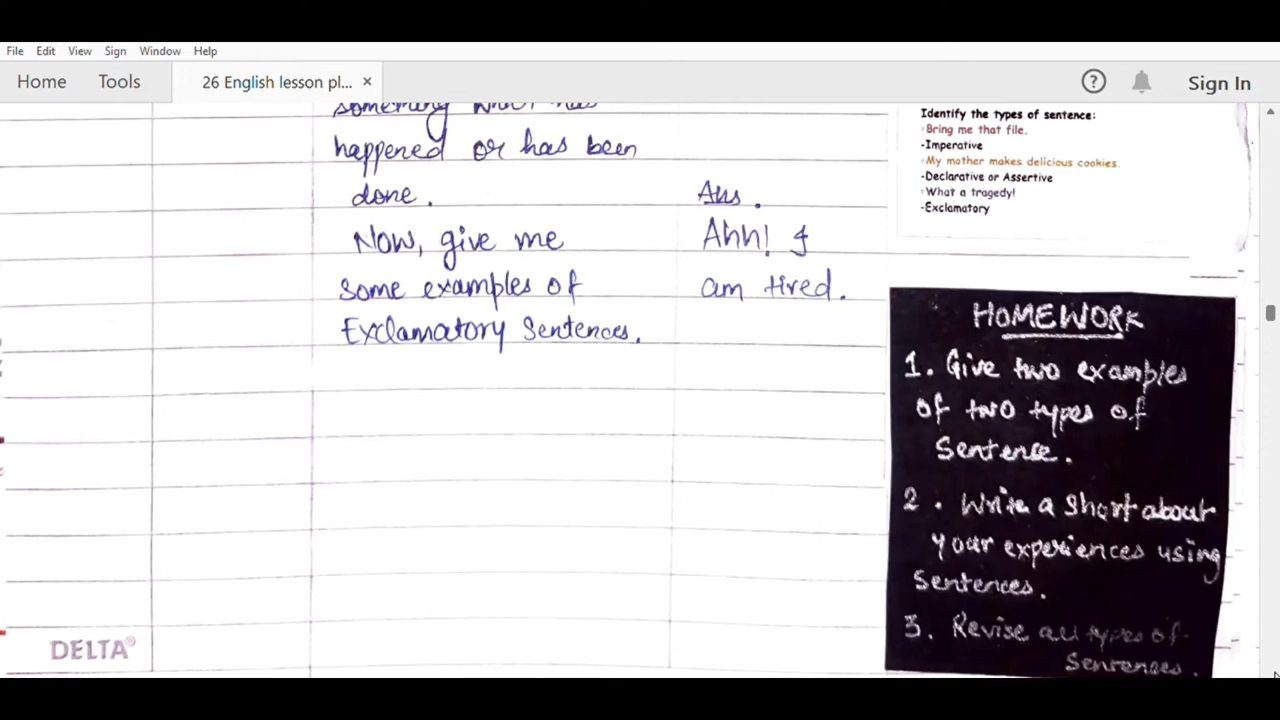 File Edit View Sign Window Help
Home Tools 26 English lesson pl... × ? Sign In
happened or has been
done.
Now, give me
some examples of
Exclamatory Sentences.
Ans.
Ahh! I
am tired.
Identify the types of sentence:
Bring me that file.
-Imperative
My mother makes delicious cookies.
-Declarative or Assertive
What a tragedy!
-Exclamatory
HOMEWORK
1. Give two examples
of two types of
Sentence.
2. Write a short about
your experiences using
Sentences.
3. Revise all types of
Sentences.
DELTA®